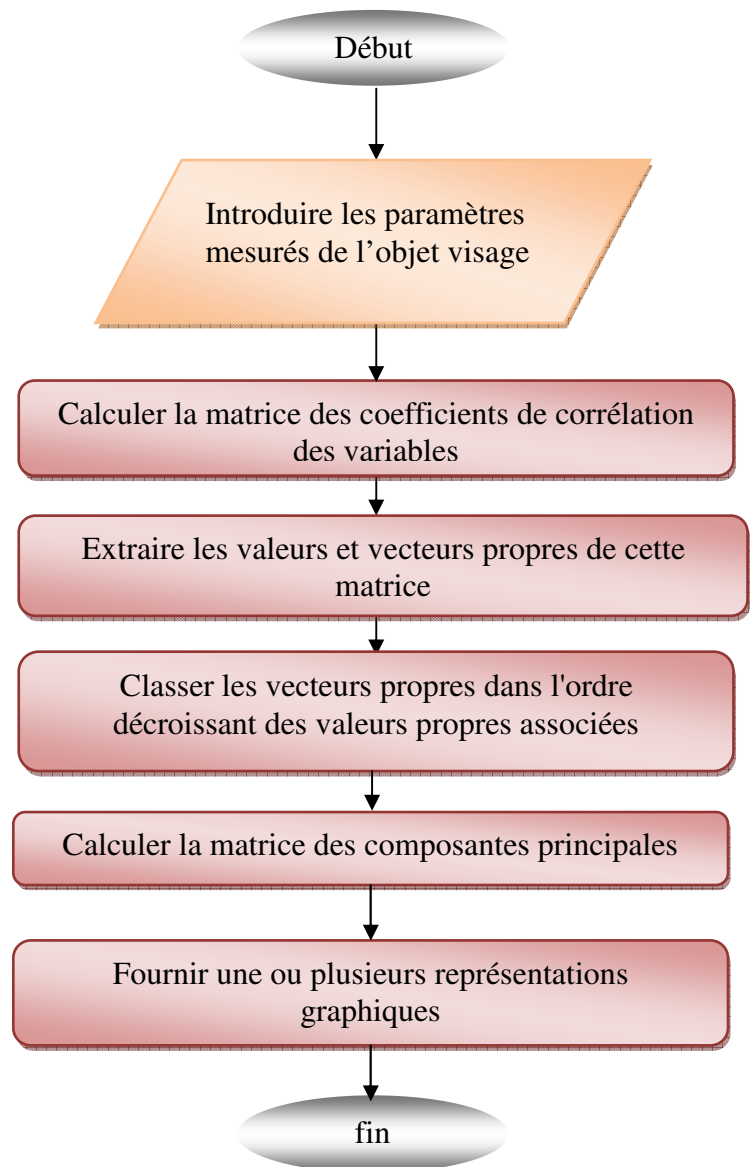 Début
Introduire les paramètres
mesurés de l’objet visage
Calculer la matrice des coefficients de corrélation
des variables
Extraire les valeurs et vecteurs propres de cette
matrice
Classer les vecteurs propres dans l'ordre
décroissant des valeurs propres associées
Calculer la matrice des composantes principales
Fournir une ou plusieurs représentations
graphiques
fin